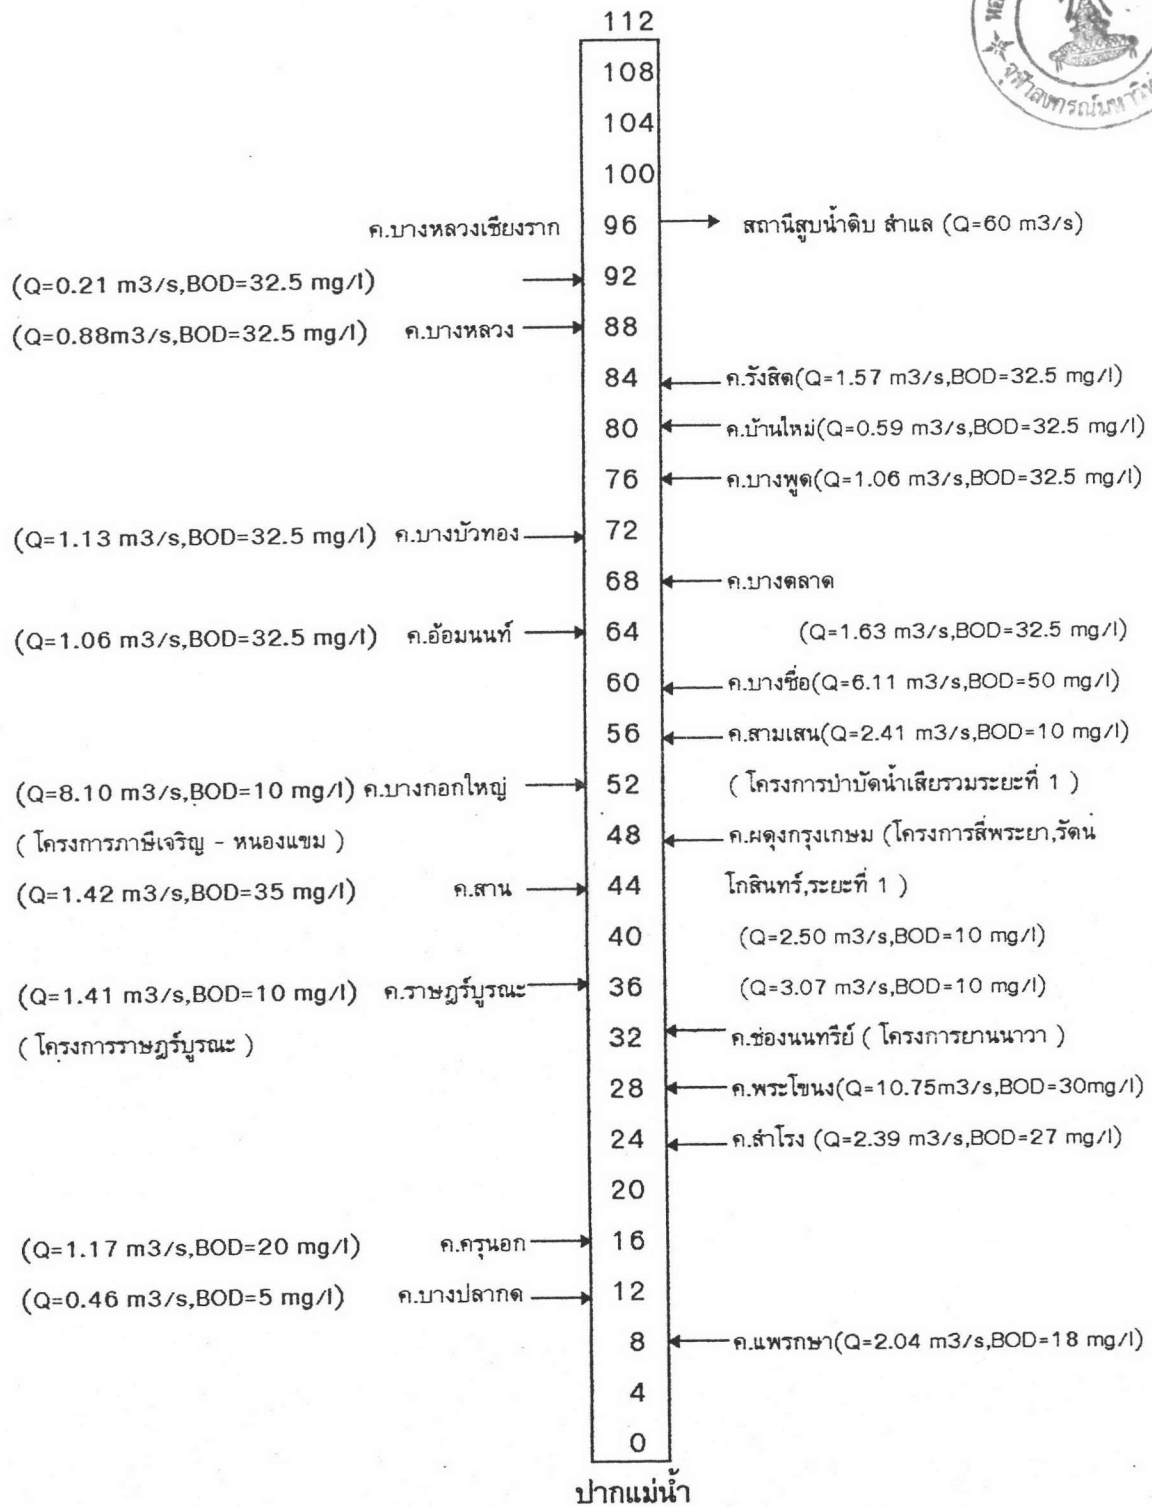 112
108
104
100
ค.บางหลวงเชียงราก 96 สถานีสูบน้ำดิบ สำแล (Q=60 m3/s)
(Q=0.21 m3/s,BOD=32.5 mg/l) 92
(Q=0.88m3/s,BOD=32.5 mg/l) ค.บางหลวง 88
84 ค.รังสิต(Q=1.57 m3/s,BOD=32.5 mg/l)
80 ค.บ้านใหม่(Q=0.59 m3/s,BOD=32.5 mg/l)
76 ค.บางพูด(Q=1.06 m3/s,BOD=32.5 mg/l)
(Q=1.13 m3/s,BOD=32.5 mg/l) ค.บางบัวทอง 72
68 ค.บางตลาด
(Q=1.06 m3/s,BOD=32.5 mg/l) ค.อ้อมนนท์ 64 (Q=1.63 m3/s,BOD=32.5 mg/l)
60 ค.บางซื่อ(Q=6.11 m3/s,BOD=50 mg/l)
56 ค.สามเสน(Q=2.41 m3/s,BOD=10 mg/l)
(Q=8.10 m3/s,BOD=10 mg/l) ค.บางกอกใหญ่ 52 ( โครงการบำบัดน้ำเสียรวมระยะที่ 1 )
( โครงการภาษีเจริญ - หนองแขม ) 48 ค.ผดุงกรุงเกษม (โครงการสี่พระยา,รัตน
(Q=1.42 m3/s,BOD=35 mg/l) ค.สาน 44 โกสินทร์,ระยะที่ 1 )
40 (Q=2.50 m3/s,BOD=10 mg/l)
(Q=1.41 m3/s,BOD=10 mg/l) ค.ราษฎร์บูรณะ 36 (Q=3.07 m3/s,BOD=10 mg/l)
( โครงการราษฎร์บูรณะ ) 32 ค.ช่องนนทรีย์ ( โครงการยานนาวา )
28 ค.พระโขนง(Q=10.75m3/s,BOD=30mg/l)
24 ค.สำโรง (Q=2.39 m3/s,BOD=27 mg/l)
20
(Q=1.17 m3/s,BOD=20 mg/l) ค.ครุนอก 16
(Q=0.46 m3/s,BOD=5 mg/l) ค.บางปลากด 12
8 ค.แพรกษา(Q=2.04 m3/s,BOD=18 mg/l)
4
0
ปากแม่น้ำ